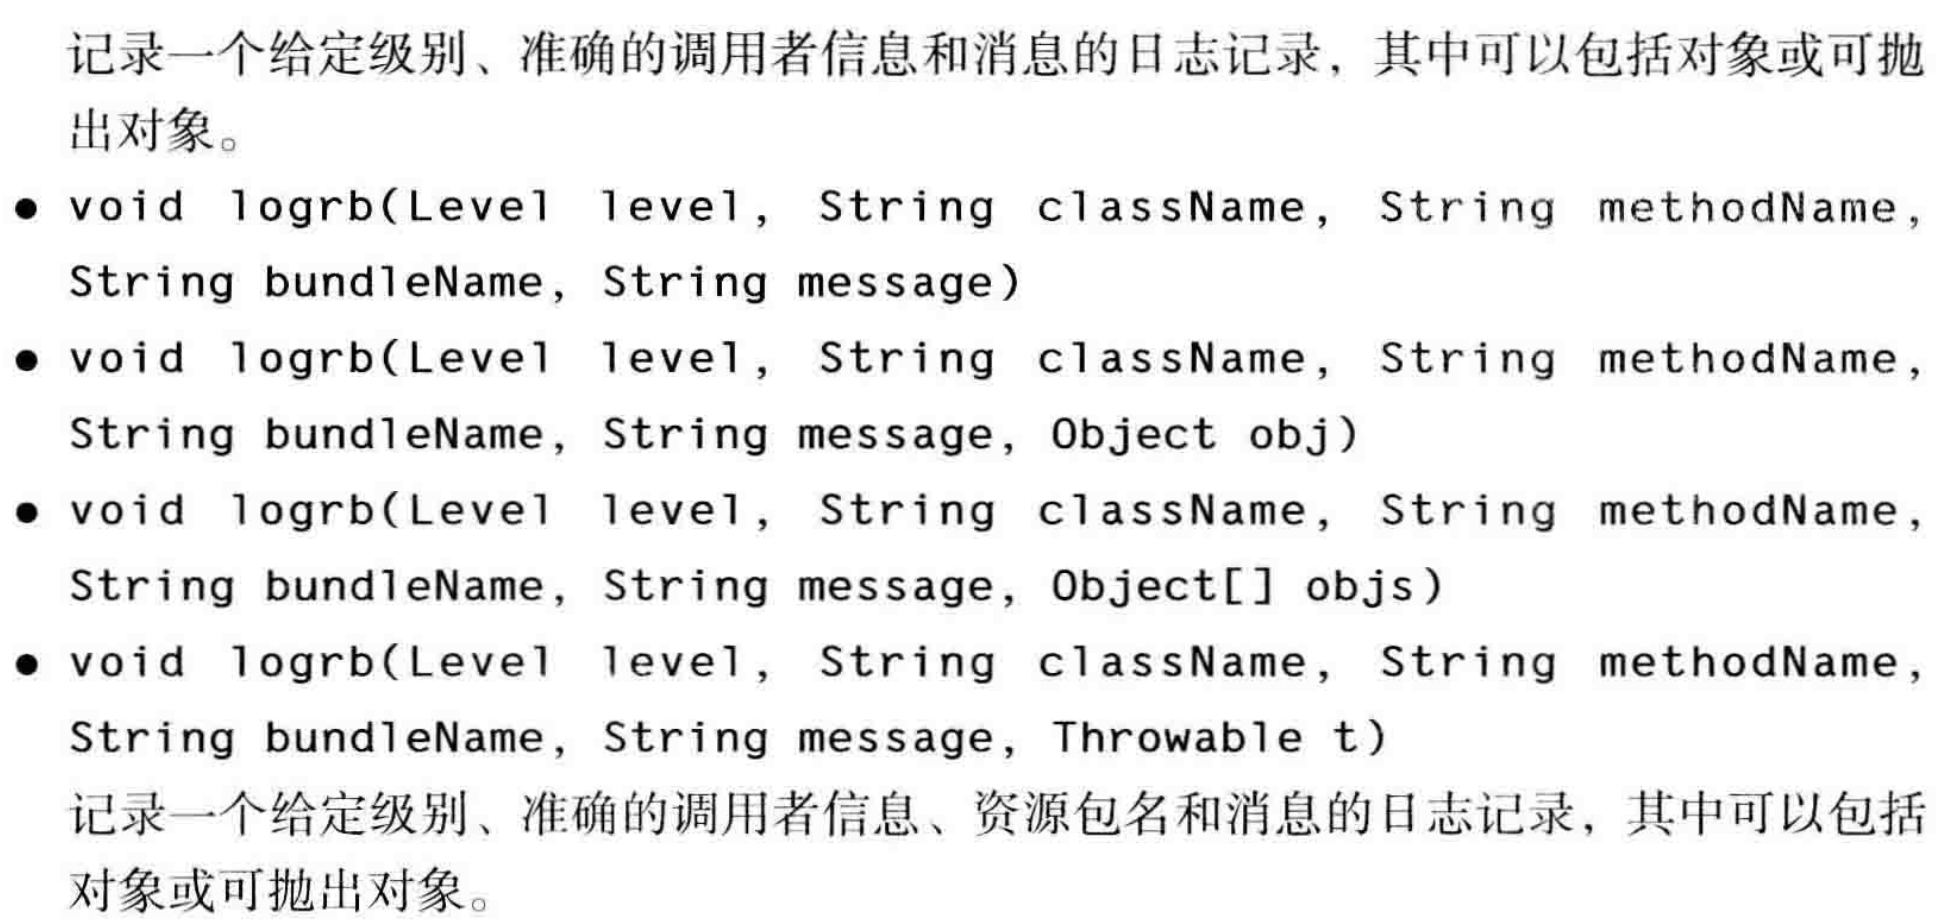 记录一个给定级别、准确的调用者信息和消息的日志记录，其中可以包括对象或可抛
出对象。
● void logrb(Level level, String className, String methodName,
String bundleName, String message)
● void logrb(Level level, String className, String methodName,
String bundleName, String message, Object obj)
● void logrb(Level level, String className, String methodName,
String bundleName, String message, Object[] objs)
● void logrb(Level level, String className, String methodName,
String bundleName, String message, Throwable t)
记录一个给定级别、准确的调用者信息、资源包名和消息的日志记录，其中可以包括
对象或可抛出对象。